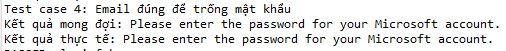 Test case 4: Email đúng để trống mật khẩu
Kết quả mong đợi: Please enter the password for your Microsoft account.
Kết quả thực tế: Please enter the password for your Microsoft account.